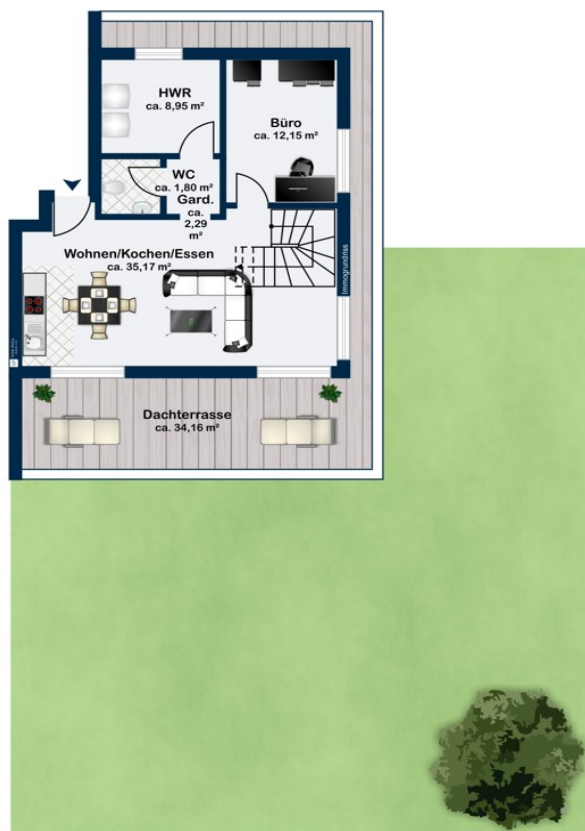 HWR
ca. 8,95 m²
Büro
ca. 12,15 m²
WC
ca. 1,80 m²
Gard.
ca.
2,29
m²
Wohnen/Kochen/Essen
ca. 35,17 m²
Immogrundriss
Dachterrasse
ca. 34,16 m²